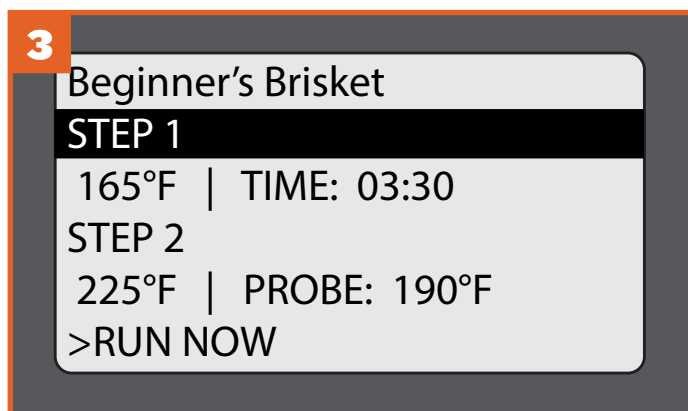 3
Beginner’s Brisket
STEP 1
165°F | TIME: 03:30
STEP 2
225°F | PROBE: 190°F
>RUN NOW